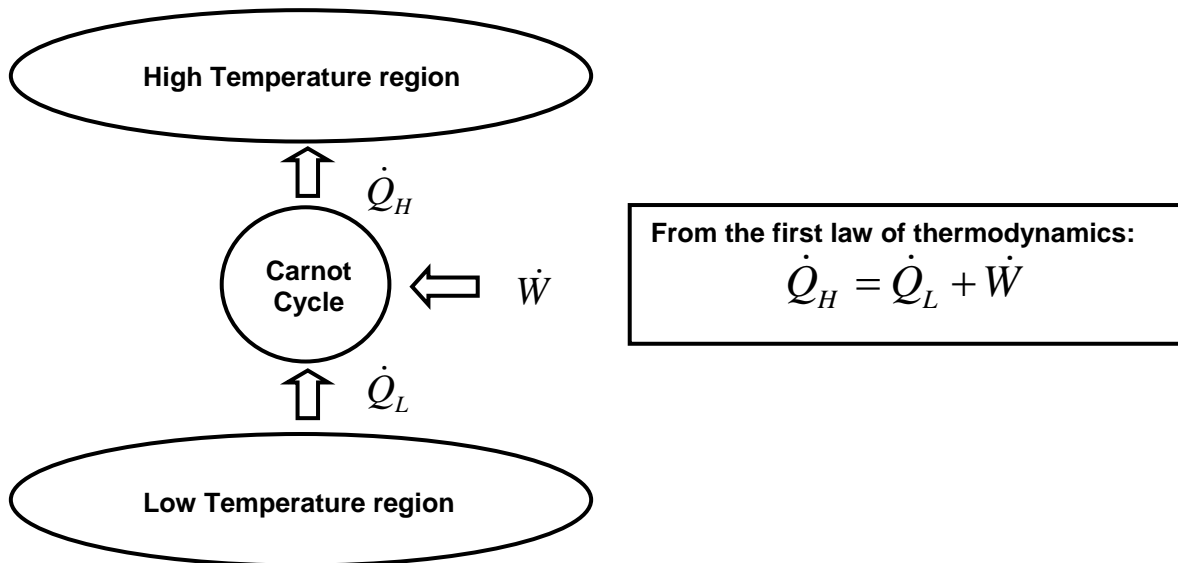 High Temperature region
Q̇_H
From the first law of thermodynamics:
Q̇_H = Q̇_L + Ẇ
Carnot
Cycle
Ẇ
Q̇_L
Low Temperature region